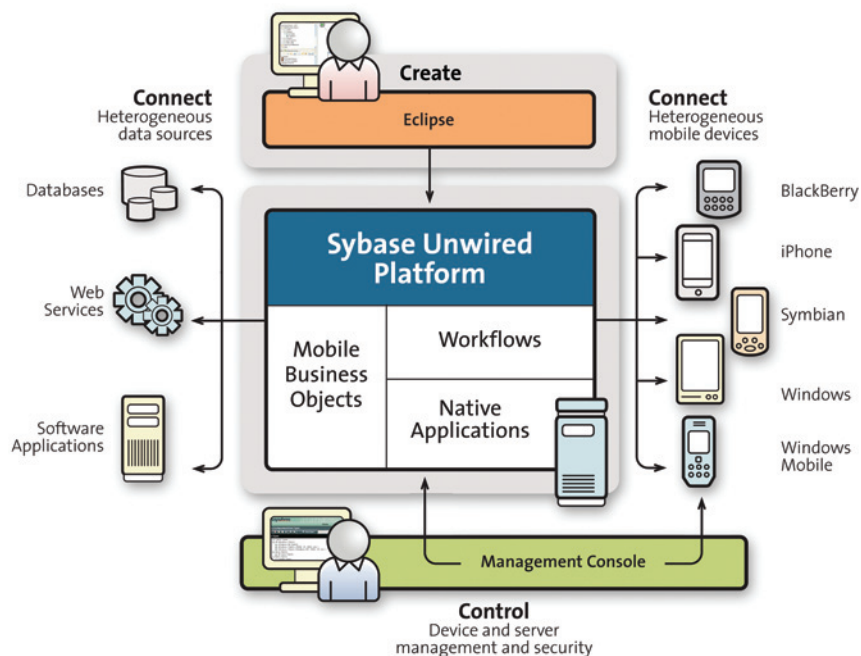 Create
Eclipse
Connect
Heterogeneous
data sources
Databases
Web
Services
Software
Applications
Sybase Unwired
Platform
Mobile
Business
Objects
Workflows
Native
Applications
Connect
Heterogeneous
mobile devices
BlackBerry
iPhone
Symbian
Windows
Windows
Mobile
Management Console
Control
Device and server
management and security